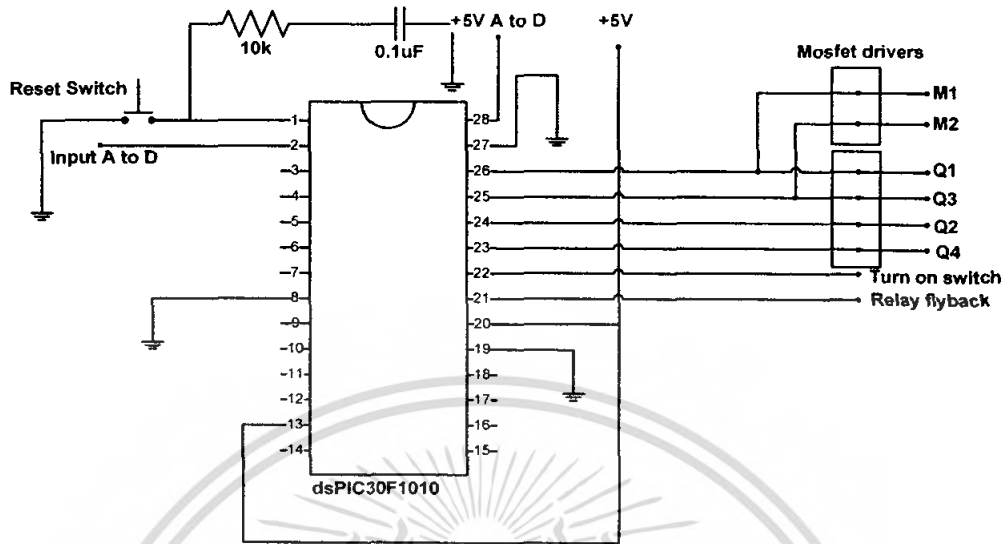 +5V A to D
+5V
10k
0.1uF
Mosfet drivers
Reset Switch
M1
1
28
M2
Input A to D
2
27
3
26
Q1
4
25
Q3
5
24
Q2
6
23
Q4
7
22
Turn on switch
8
21
Relay flyback
9
20
10
19
11
18
12
17
13
16
14
15
dsPIC30F1010